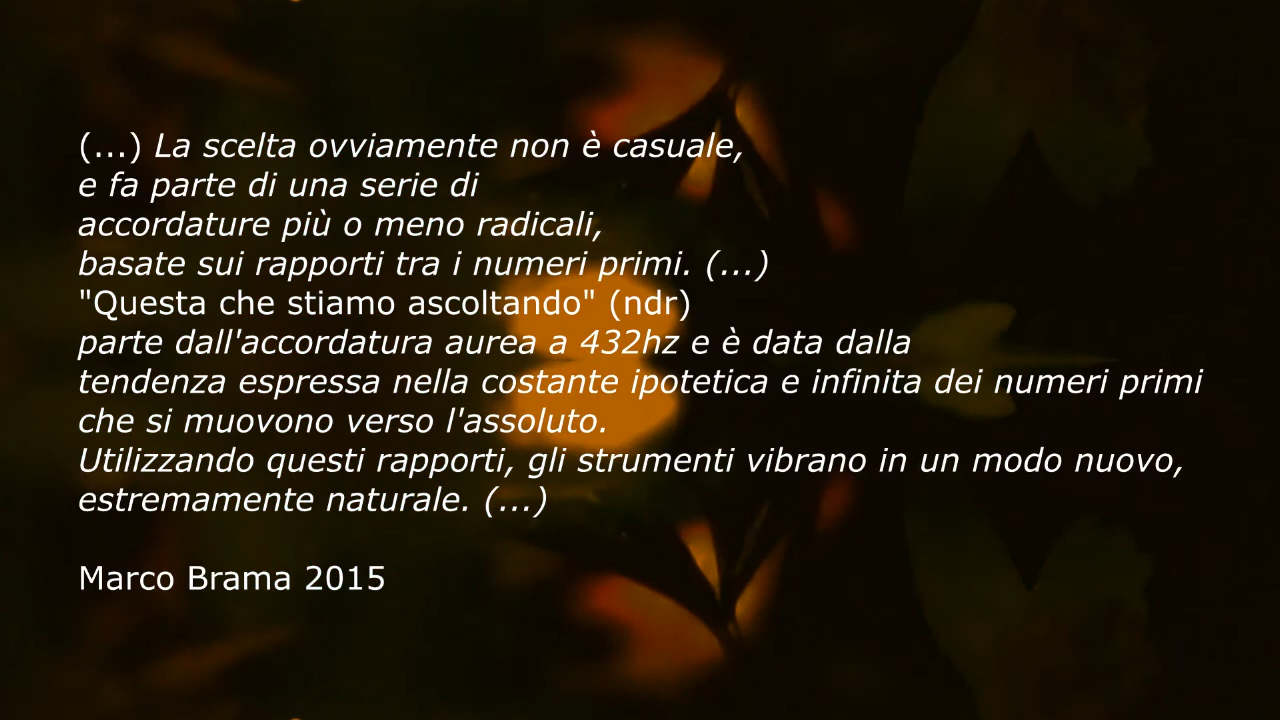 (...) La scelta ovviamente non è casuale,
e fa parte di una serie di
accordature più o meno radicali,
basate sui rapporti tra i numeri primi. (...)
"Questa che stiamo ascoltando" (ndr)
parte dall'accordatura aurea a 432hz e è data dalla
tendenza espressa nella costante ipotetica e infinita dei numeri primi
che si muovono verso l'assoluto.
Utilizzando questi rapporti, gli strumenti vibrano in un modo nuovo,
estremamente naturale. (...)
Marco Brama 2015